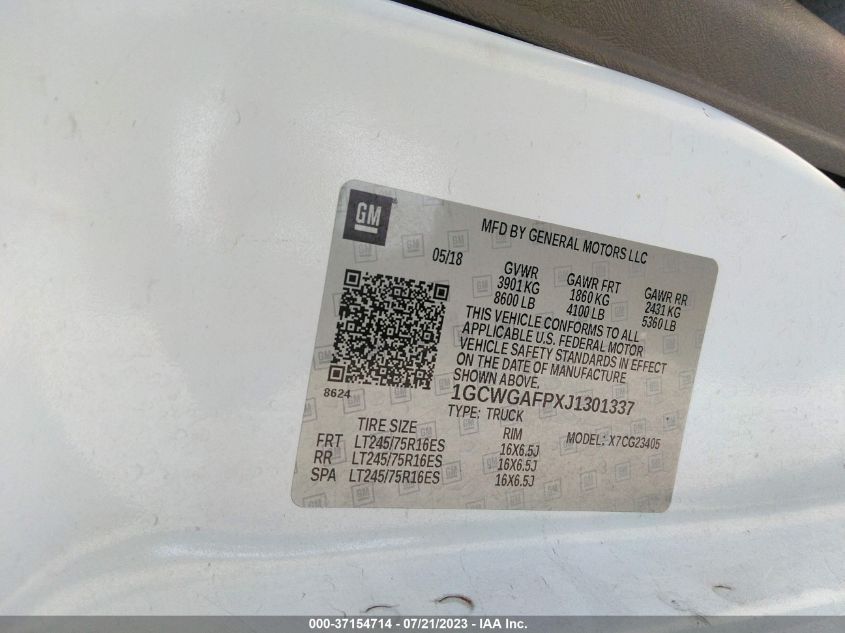 GM
MFD BY GENERAL MOTORS LLC
05/18
GVWR
3901 KG
8600 LB
GAWR FRT
1860 KG
4100 LB
GAWR RR
2431 KG
5360 LB
THIS VEHICLE CONFORMS TO ALL
APPLICABLE U.S. FEDERAL MOTOR
VEHICLE SAFETY STANDARDS IN EFFECT
ON THE DATE OF MANUFACTURE
SHOWN ABOVE.
8624
1GCWGAFPXJ1301337
TYPE: TRUCK
MODEL: X7CG23405
TIRE SIZE RIM
FRT LT245/75R16ES 16X6.5J
RR LT245/75R16ES 16X6.5J
SPA LT245/75R16ES 16X6.5J
000-37154714 - 07/21/2023 - IAA Inc.